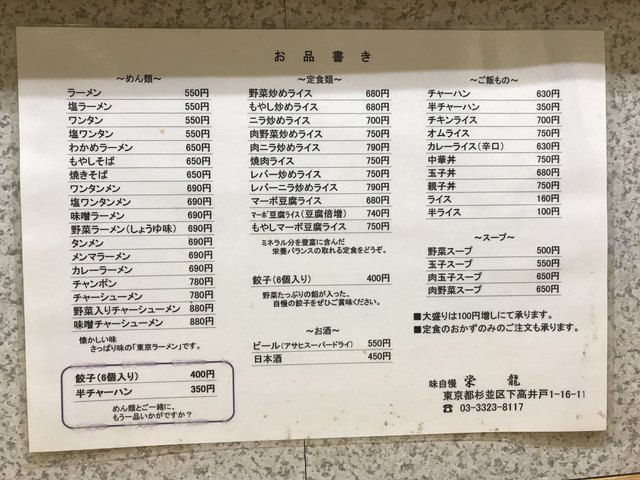 お品書き
～めん類～
ラーメン 550円
塩ラーメン 550円
ワンタン 550円
塩ワンタン 550円
わかめラーメン 650円
もやしそば 650円
焼きそば 650円
ワンタンメン 690円
塩ワンタンメン 690円
味噌ラーメン 690円
野菜ラーメン(しょうゆ味) 690円
タンメン 690円
メンマラーメン 690円
カレーラーメン 690円
チャンポン 780円
チャーシューメン 780円
野菜入りチャーシューメン 880円
味噌チャーシューメン 880円
懐かしい味
さっぱり味の「東京ラーメン」です。
餃子(6個入り) 400円
半チャーハン 350円
めん類とご一緒に、
もう一品いかがですか?
～定食類～
野菜炒めライス 680円
もやし炒めライス 680円
ニラ炒めライス 700円
肉野菜炒めライス 750円
肉ニラ炒めライス 790円
焼肉ライス 750円
レバー炒めライス 750円
レバーニラ炒めライス 790円
マーボ豆腐ライス 680円
マーボ豆腐ライス(豆腐倍増) 740円
もやしマーボ豆腐ライス 750円
ミネラル分を豊富に含んだ
栄養バランスの取れる定食をどうぞ。
餃子(6個入り) 400円
野菜たっぷりの餡が入った、
自慢の餃子をぜひご賞味ください。
～お酒～
ビール(アサヒスーパードライ) 550円
日本酒 450円
～ご飯もの～
チャーハン 630円
半チャーハン 350円
チキンライス 700円
オムライス 750円
カレーライス(辛口) 630円
中華丼 750円
玉子丼 680円
親子丼 750円
ライス 160円
半ライス 100円
～スープ～
野菜スープ 500円
玉子スープ 550円
肉玉子スープ 650円
肉野菜スープ 650円
■大盛りは100円増しにて承ります。
■定食のおかずのみのご注文も承ります。
味自慢 栄龍
東京都杉並区下高井戸1-16-11
☎ 03-3323-8117